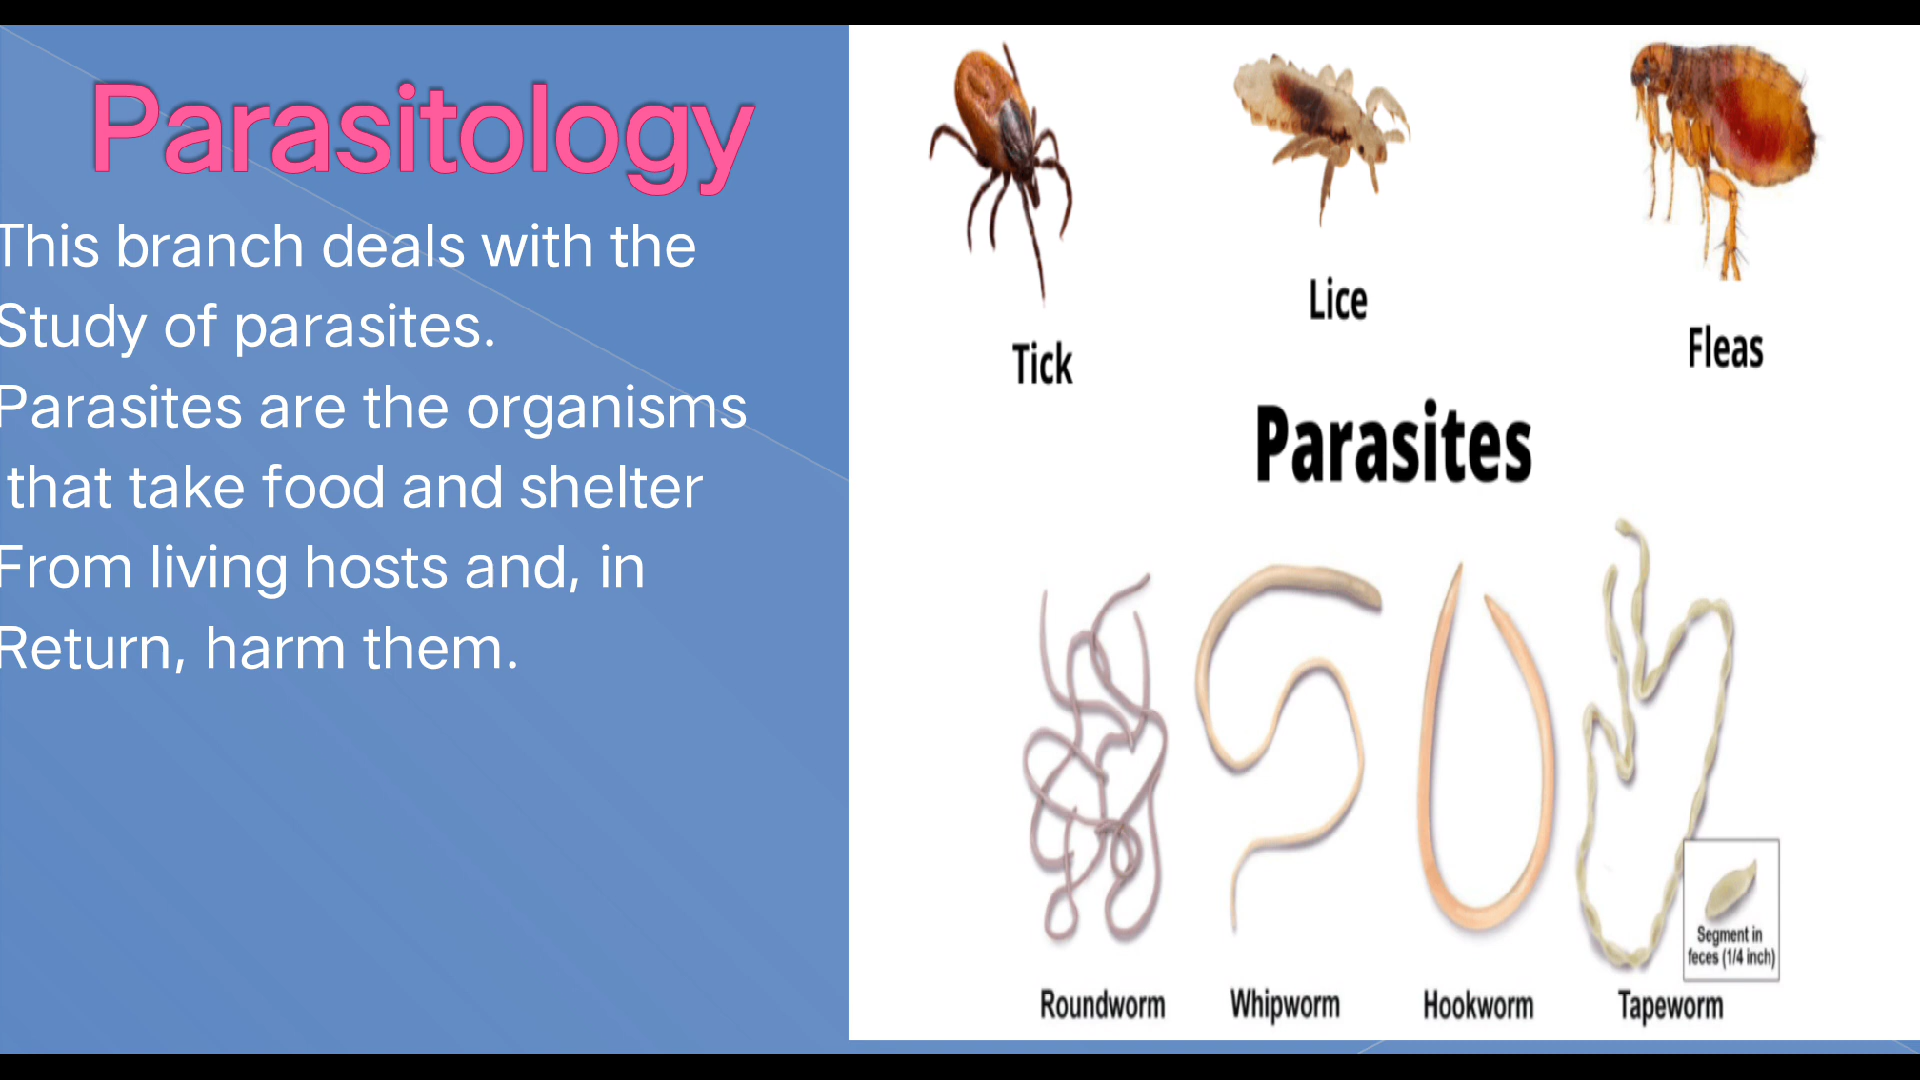 Parasitology
This branch deals with the
Study of parasites.
Parasites are the organisms
that take food and shelter
From living hosts and, in
Return, harm them.
Tick
Lice
Fleas
Parasites
Segment in
feces (1/4 inch)
Roundworm
Whipworm
Hookworm
Tapeworm